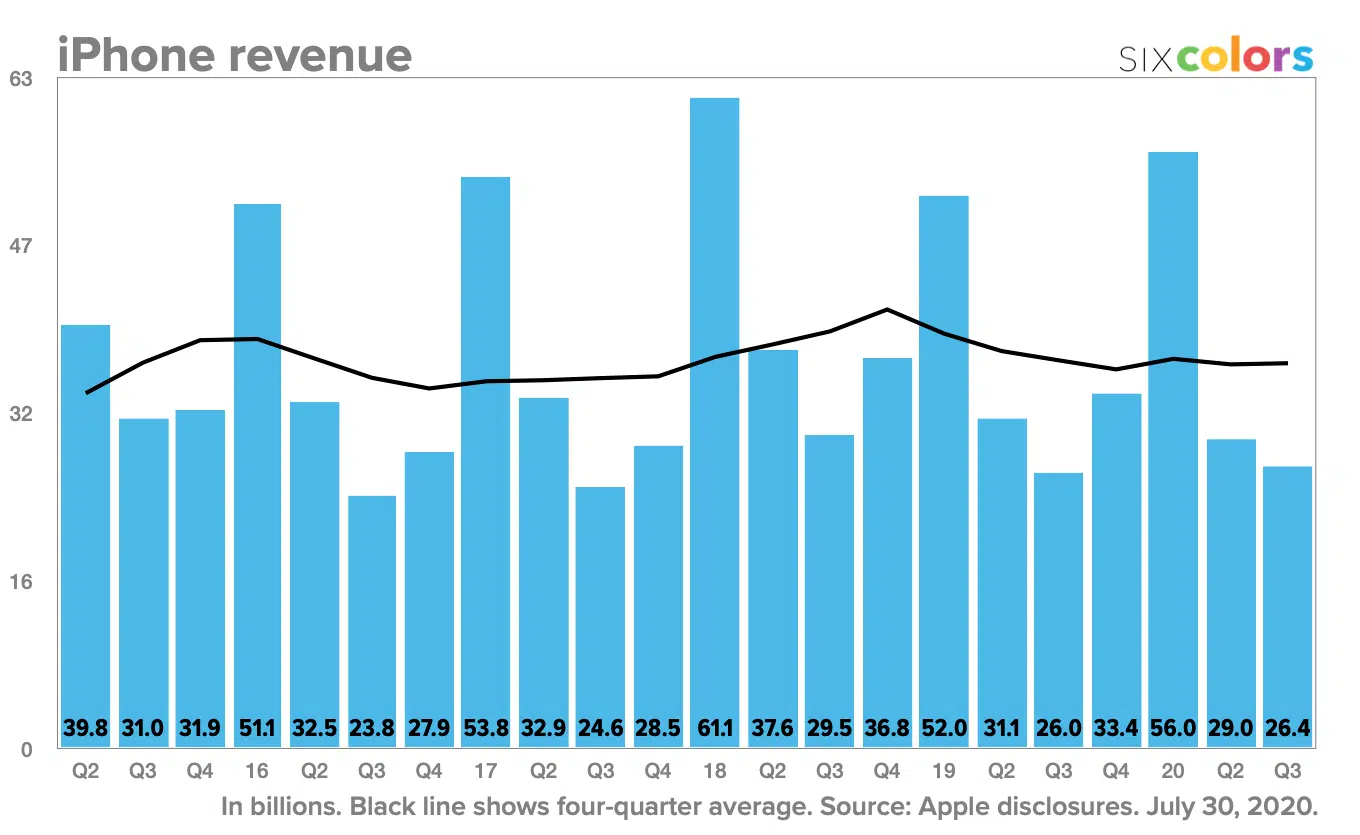 iPhone revenue
SIXcolors
63
47
32
16
0
39.8 31.0 31.9 51.1 32.5 23.8 27.9 53.8 32.9 24.6 28.5 61.1 37.6 29.5 36.8 52.0 31.1 26.0 33.4 56.0 29.0 26.4
Q2 Q3 Q4 16 Q2 Q3 Q4 17 Q2 Q3 Q4 18 Q2 Q3 Q4 19 Q2 Q3 Q4 20 Q2 Q3
In billions. Black line shows four-quarter average. Source: Apple disclosures. July 30, 2020.